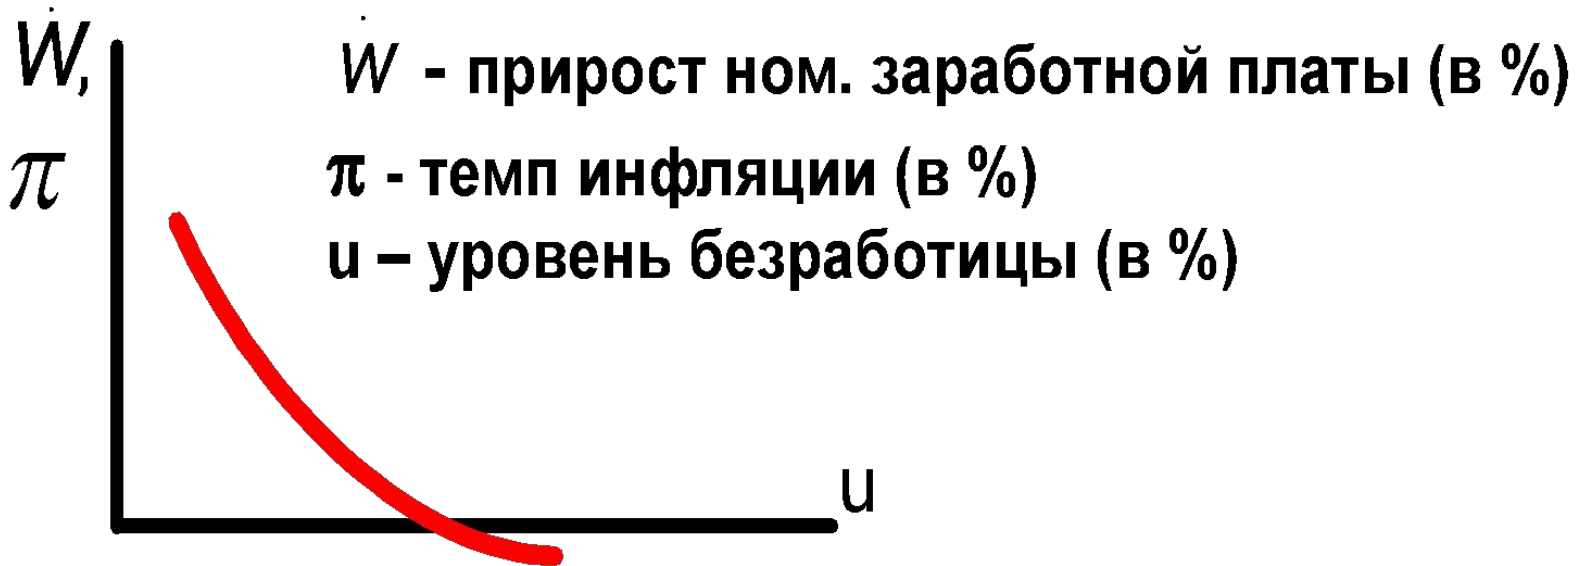 Ẇ,
Ẇ - прирост ном. заработной платы (в %)
π
π - темп инфляции (в %)
u – уровень безработицы (в %)
u